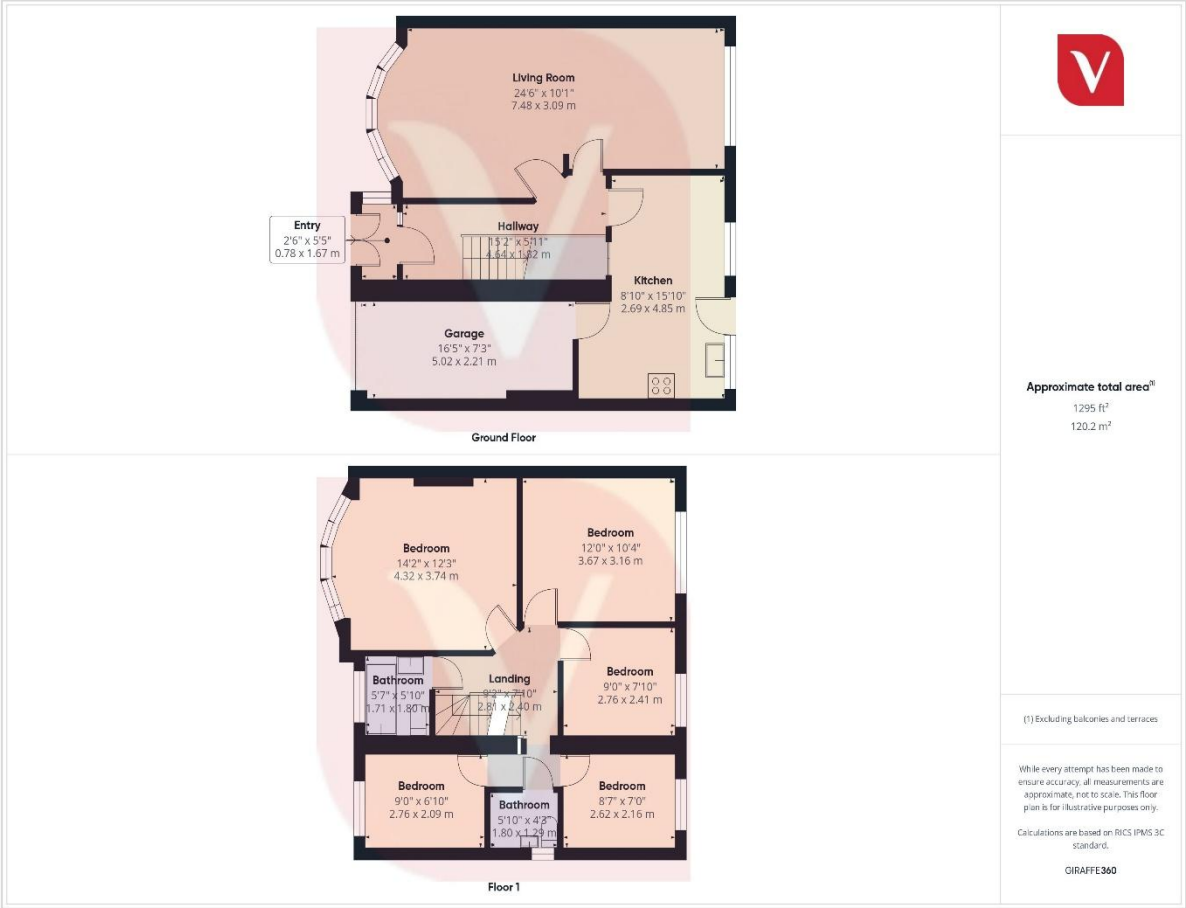 Living Room
24'6" x 10'1"
7.48 x 3.09 m
Entry
2'6" x 5'5"
0.78 x 1.67 m
Hallway
15'2" x 5'11"
4.64 x 1.82 m
Kitchen
8'10" x 15'10"
2.69 x 4.85 m
Garage
16'5" x 7'3"
5.02 x 2.21 m
Ground Floor
Bedroom
14'2" x 12'3"
4.32 x 3.74 m
Bedroom
12'0" x 10'4"
3.67 x 3.16 m
Bathroom
5'7" x 5'10"
1.71 x 1.80 m
Landing
9'2" x 7'10"
2.81 x 2.40 m
Bedroom
9'0" x 7'10"
2.76 x 2.41 m
Bedroom
9'0" x 6'10"
2.76 x 2.09 m
Bathroom
5'10" x 4'3"
1.80 x 1.29 m
Bedroom
8'7" x 7'0"
2.62 x 2.16 m
Floor 1
V
Approximate total area(1)
1295 ft²
120.2 m²
(1) Excluding balconies and terraces
While every attempt has been made to
ensure accuracy, all measurements are
approximate, not to scale. This floor
plan is for illustrative purposes only.
Calculations are based on RICS IPMS 3C
standard.
GIRAFFE360